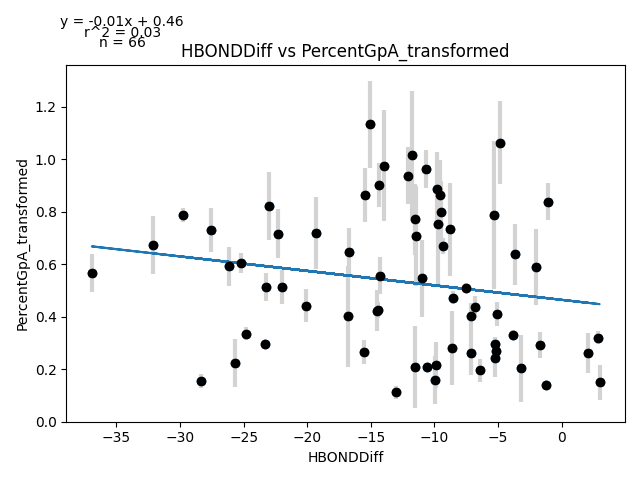 y = -0.01x + 0.46
r^2 = 0.03
n = 66
HBONDDiff vs PercentGpA_transformed
PercentGpA_transformed
1.2
1.0
0.8
0.6
0.4
0.2
0.0
−35 −30 −25 −20 −15 −10 −5 0
HBONDDiff